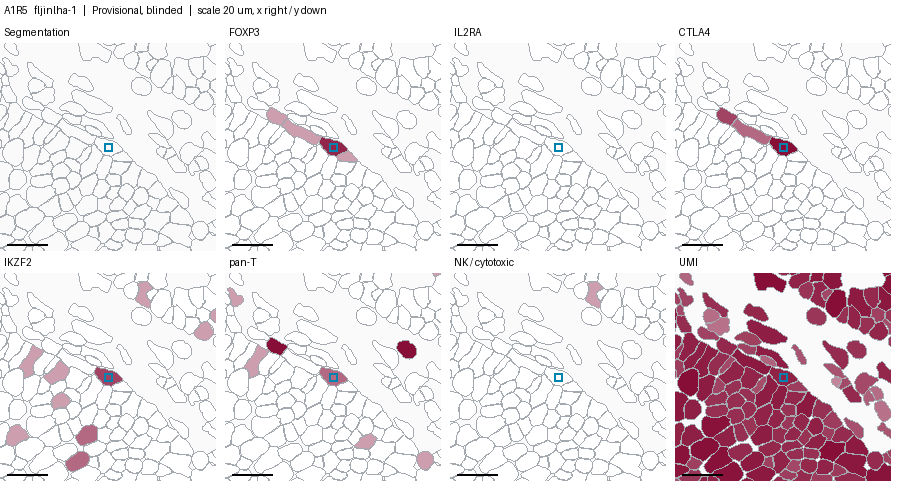 A1R5 fljinlha-1 | Provisional, blinded | scale 20 um, x right / y down
Segmentation FOXP3 IL2RA CTLA4
IKZF2 pan-T NK / cytotoxic UMI